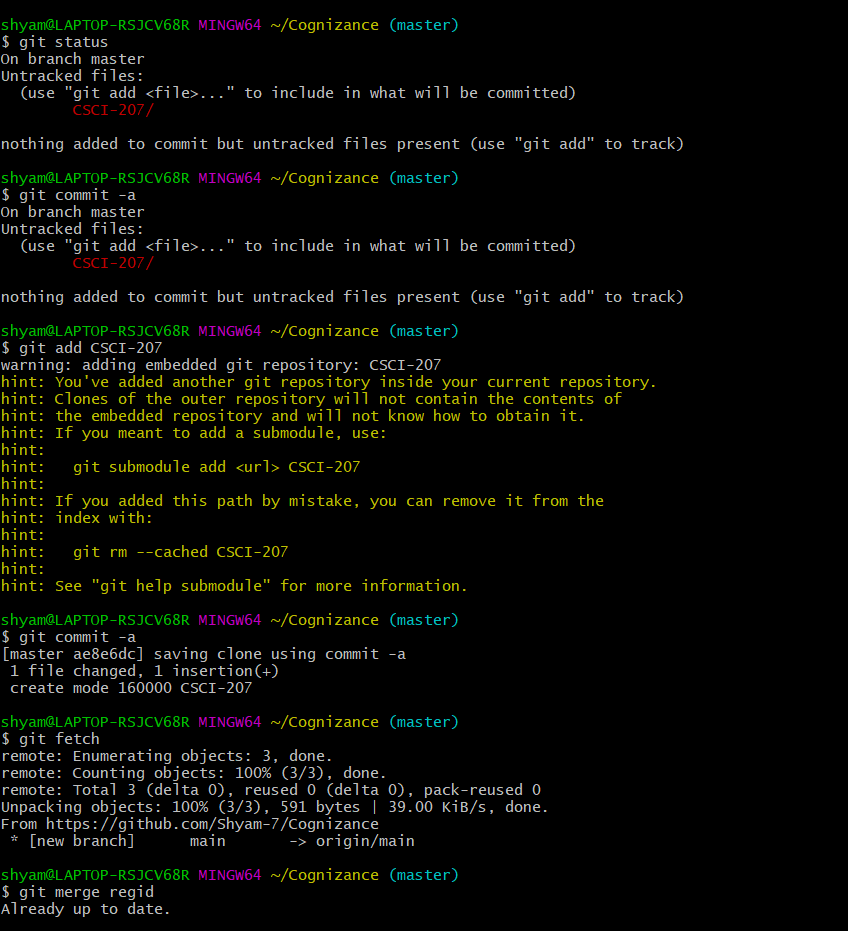 shyam@LAPTOP-RSJCV68R MINGW64 ~/Cognizance (master)
$ git status
On branch master
Untracked files:
  (use "git add <file>..." to include in what will be committed)
        CSCI-207/

nothing added to commit but untracked files present (use "git add" to track)

shyam@LAPTOP-RSJCV68R MINGW64 ~/Cognizance (master)
$ git commit -a
On branch master
Untracked files:
  (use "git add <file>..." to include in what will be committed)
        CSCI-207/

nothing added to commit but untracked files present (use "git add" to track)

shyam@LAPTOP-RSJCV68R MINGW64 ~/Cognizance (master)
$ git add CSCI-207
warning: adding embedded git repository: CSCI-207
hint: You've added another git repository inside your current repository.
hint: Clones of the outer repository will not contain the contents of
hint: the embedded repository and will not know how to obtain it.
hint: If you meant to add a submodule, use:
hint:
hint:   git submodule add <url> CSCI-207
hint:
hint: If you added this path by mistake, you can remove it from the
hint: index with:
hint:
hint:   git rm --cached CSCI-207
hint:
hint: See "git help submodule" for more information.

shyam@LAPTOP-RSJCV68R MINGW64 ~/Cognizance (master)
$ git commit -a
[master ae8e6dc] saving clone using commit -a
 1 file changed, 1 insertion(+)
 create mode 160000 CSCI-207

shyam@LAPTOP-RSJCV68R MINGW64 ~/Cognizance (master)
$ git fetch
remote: Enumerating objects: 3, done.
remote: Counting objects: 100% (3/3), done.
remote: Total 3 (delta 0), reused 0 (delta 0), pack-reused 0
Unpacking objects: 100% (3/3), 591 bytes | 39.00 KiB/s, done.
From https://github.com/Shyam-7/Cognizance
 * [new branch]      main       -> origin/main

shyam@LAPTOP-RSJCV68R MINGW64 ~/Cognizance (master)
$ git merge regid
Already up to date.